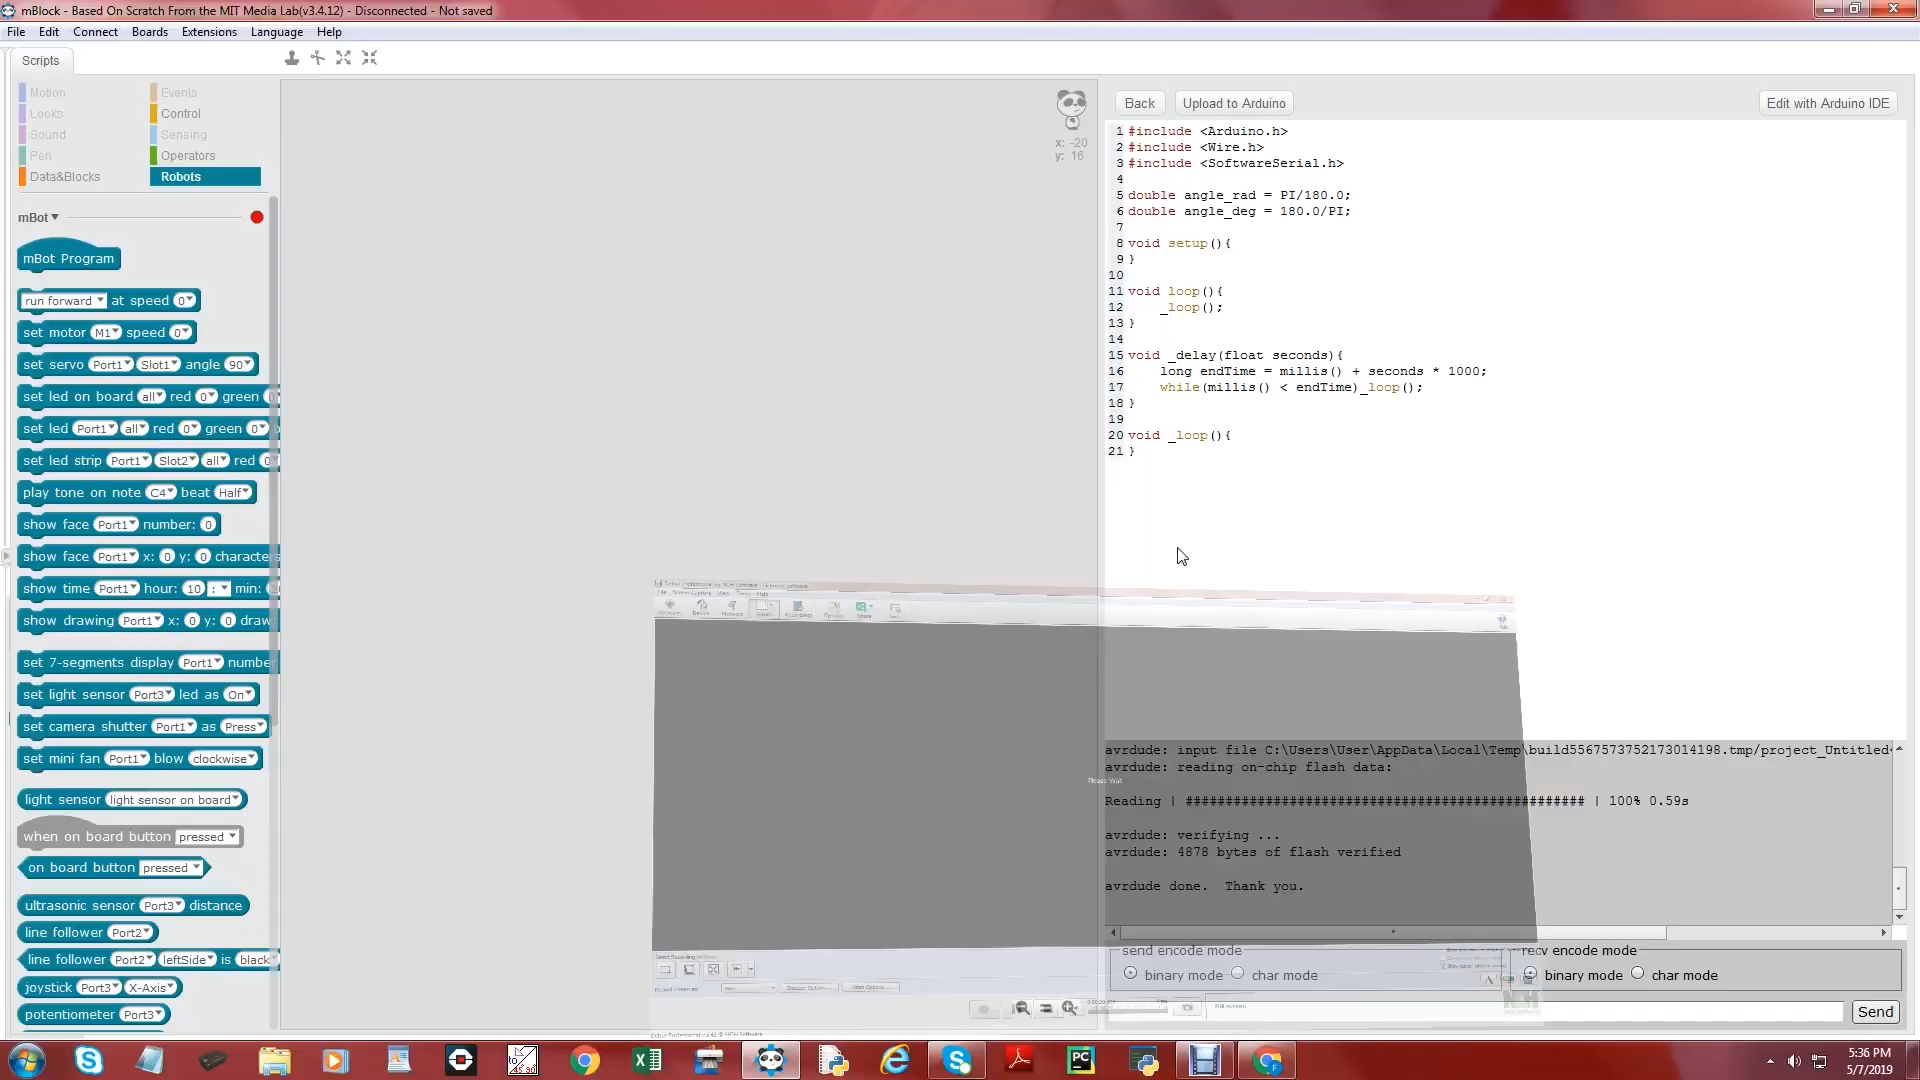 mBlock - Based On Scratch From the MIT Media Lab(v3.4.12) - Disconnected - Not saved
File Edit Connect Boards Extensions Language Help
Scripts
Motion Events
Looks Control
Sound Sensing
Pen Operators
Data&Blocks Robots
mBot
mBot Program
run forward at speed 0
set motor M1 speed 0
set servo Port1 Slot1 angle 90
set led on board all red 0 green
set led Port1 all red 0 green 0
set led strip Port1 Slot2 all red
play tone on note C4 beat Half
show face Port1 number: 0
show face Port1 x: 0 y: 0 characte
show time Port1 hour: 10 : min:
show drawing Port1 x: 0 y: 0 draw
set 7-segments display Port1 numbe
set light sensor Port3 led as On
set camera shutter Port1 as Press
set mini fan Port1 blow clockwise
light sensor light sensor on board
when on board button pressed
on board button pressed
ultrasonic sensor Port3 distance
line follower Port2
line follower Port2 leftSide is black
joystick Port3 X-Axis
potentiometer Port3
x: -20
y: 16
Back Upload to Arduino Edit with Arduino IDE
1 #include <Arduino.h>
2 #include <Wire.h>
3 #include <SoftwareSerial.h>
4
5 double angle_rad = PI/180.0;
6 double angle_deg = 180.0/PI;
7
8 void setup(){
9 }
10
11 void loop(){
12 _loop();
13 }
14
15 void _delay(float seconds){
16 long endTime = millis() + seconds * 1000;
17 while(millis() < endTime)_loop();
18 }
19
20 void _loop(){
21 }
Please Wait
avrdude: input file C:\Users\User\AppData\Local\Temp\build5567573752173014198.tmp/project_Untitled
avrdude: reading on-chip flash data:
Reading | ################################################## | 100% 0.59s
avrdude: verifying ...
avrdude: 4878 bytes of flash verified
avrdude done. Thank you.
send encode mode recv encode mode
binary mode char mode binary mode char mode
Send
5:36 PM
5/7/2019